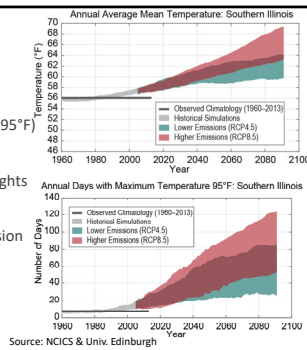 Annual Average Mean Temperature: Southern Illinois
Temperature (°F)
70
68
66
64
62
60
58
56
54
52
50
48
46
Observed Climatology (1960–2013)
Historical Simulations
Lower Emissions (RCP4.5)
Higher Emissions (RCP8.5)
1960 1980 2000 2020 2040 2060 2080 2100
Year
95°F)
ghts
sion
Annual Days with Maximum Temperature 95°F: Southern Illinois
Number of Days
140
120
100
80
60
40
20
0
Observed Climatology (1960–2013)
Historical Simulations
Lower Emissions (RCP4.5)
Higher Emissions (RCP8.5)
1960 1980 2000 2020 2040 2060 2080 2100
Year
Source: NCICS & Univ. Edinburgh